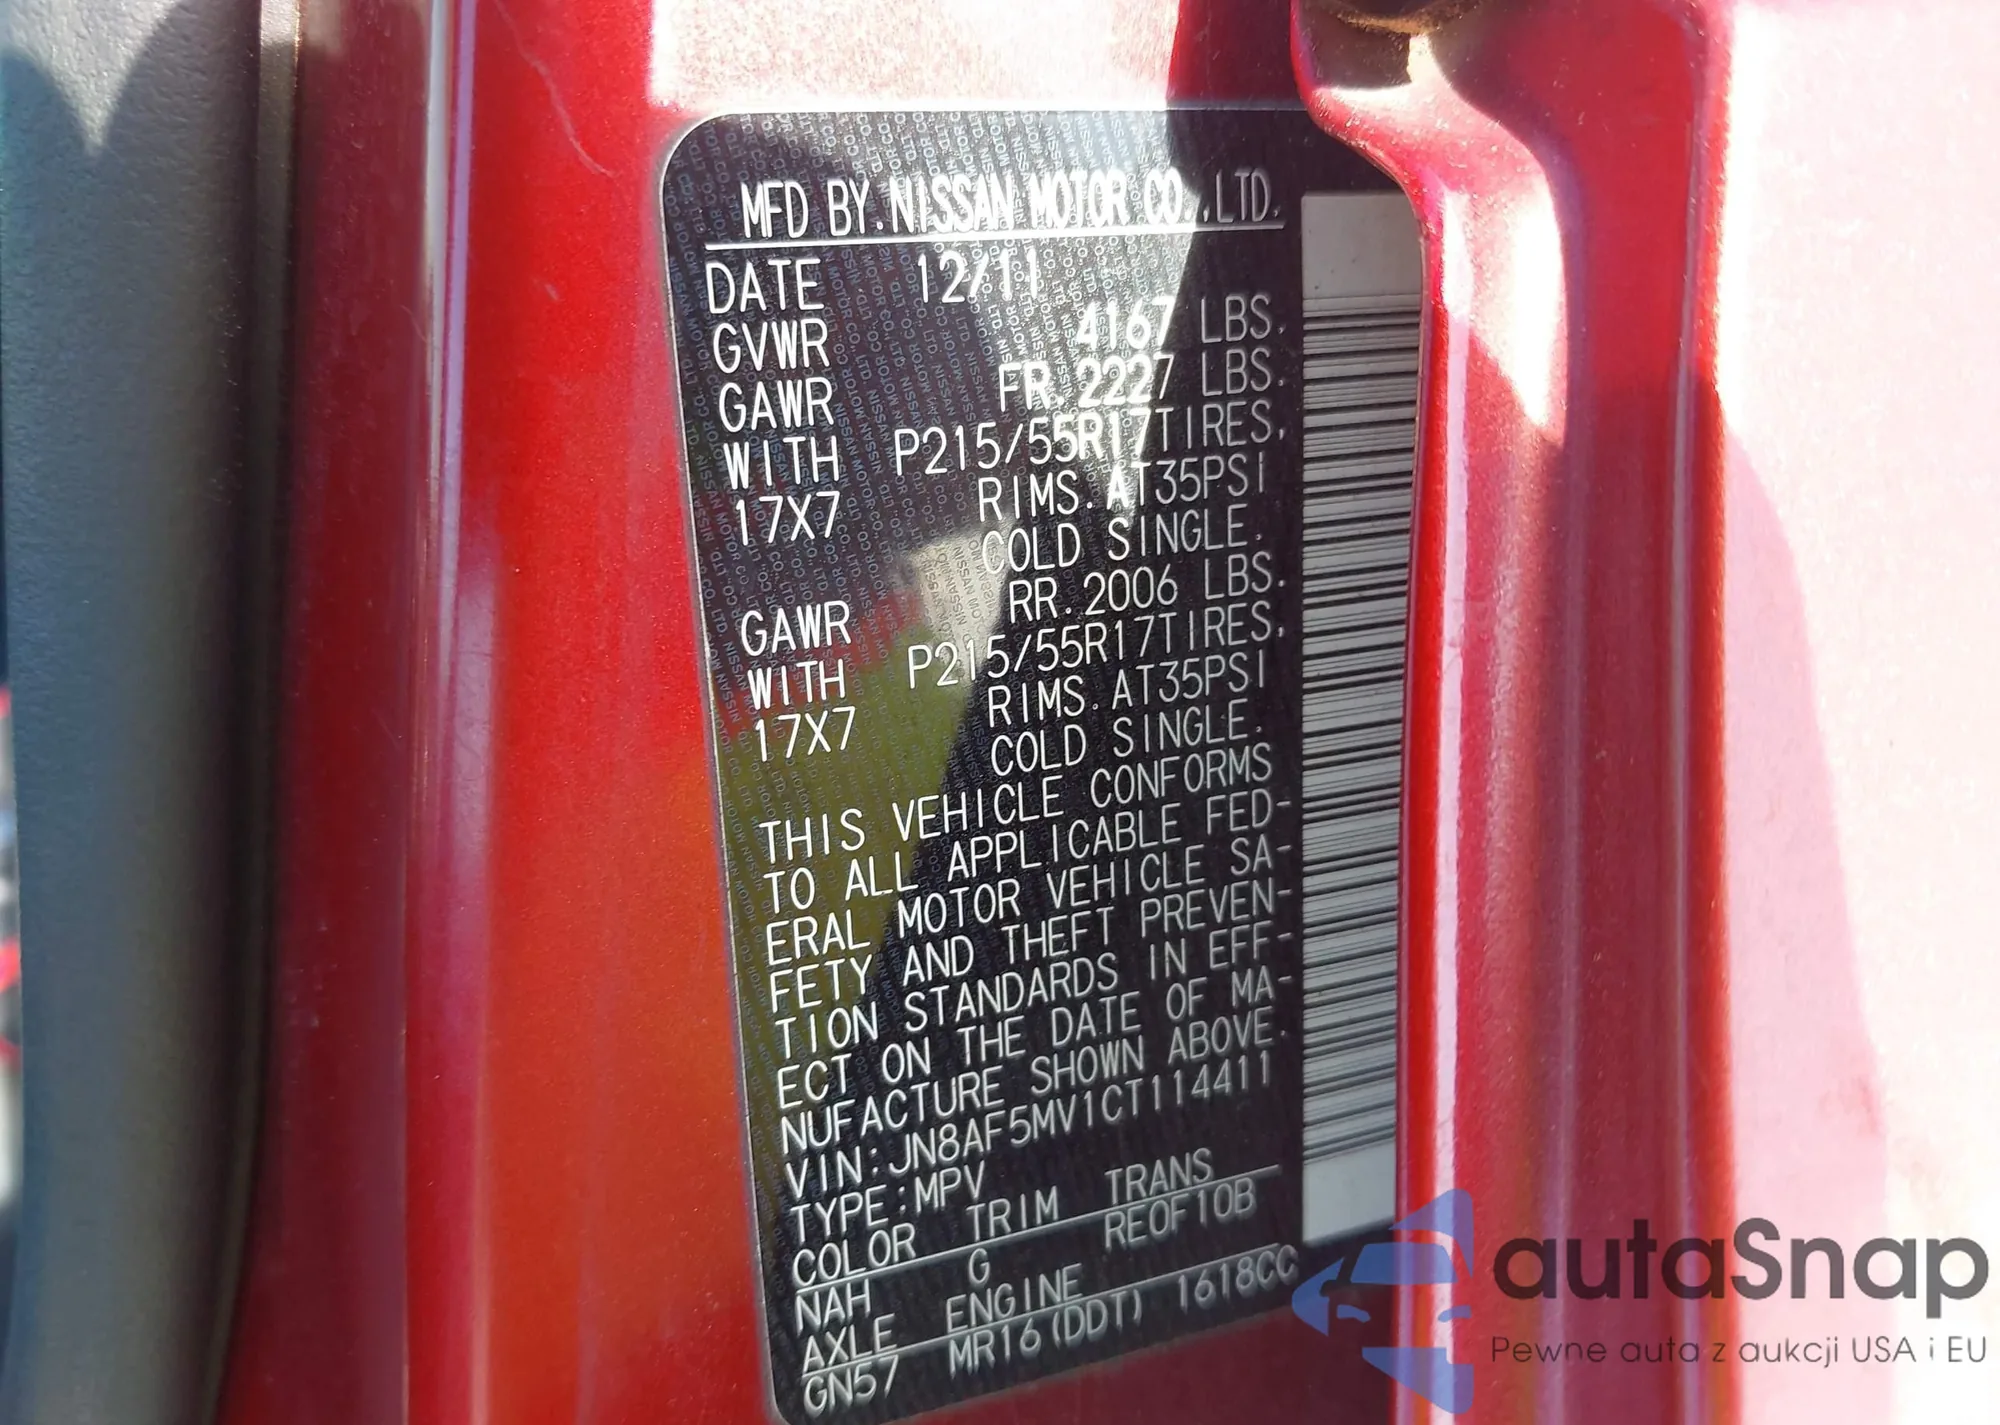 MFD BY.NISSAN MOTOR CO.,LTD.
DATE 12/11
GVWR 4167 LBS.
GAWR FR.2227 LBS.
WITH P215/55R17TIRES,
17X7 RIMS.AT35PSI
COLD SINGLE.
GAWR RR.2006 LBS.
WITH P215/55R17TIRES,
17X7 RIMS.AT35PSI
COLD SINGLE.
THIS VEHICLE CONFORMS
TO ALL APPLICABLE FED-
ERAL MOTOR VEHICLE SA-
FETY AND THEFT PREVEN-
TION STANDARDS IN EFF-
ECT ON THE DATE OF MA-
NUFACTURE SHOWN ABOVE.
VIN:JN8AF5MV1CT114411
TYPE:MPV
COLOR TRIM TRANS
NAH G RE0F10B
AXLE ENGINE
GN57 MR16(DDT) 1618CC
autaSnap
Pewne auta z aukcji USA i EU